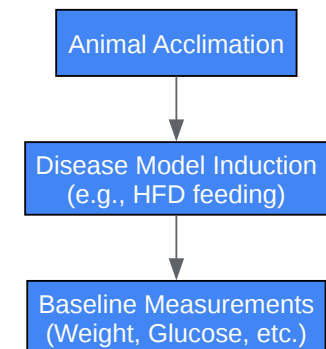 Animal Acclimation
Disease Model Induction
(e.g., HFD feeding)
Baseline Measurements
(Weight, Glucose, etc.)